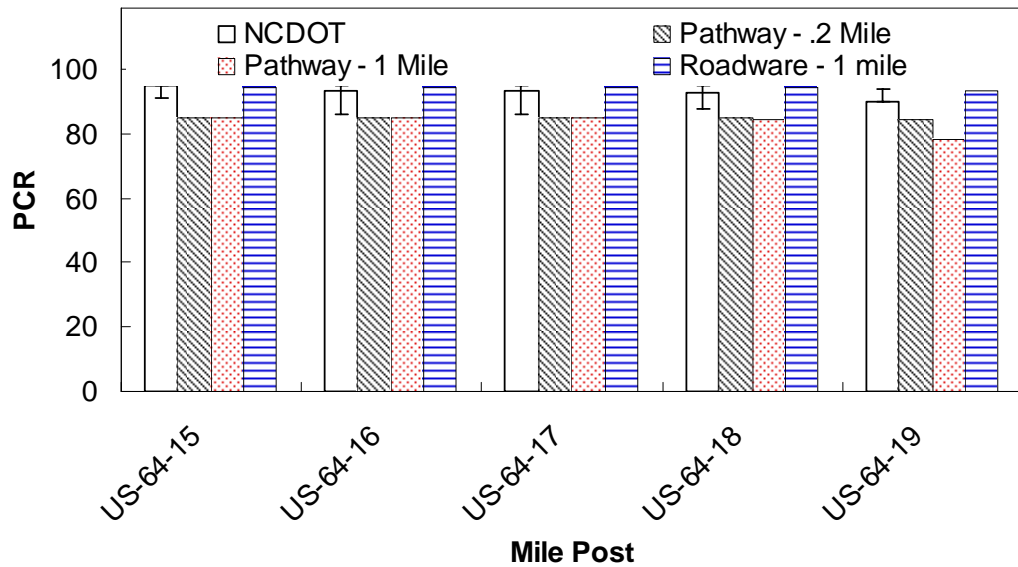 NCDOT
Pathway - .2 Mile
Pathway - 1 Mile
Roadware - 1 mile
100
80
60
40
20
0
PCR
US-64-15
US-64-16
US-64-17
US-64-18
US-64-19
Mile Post